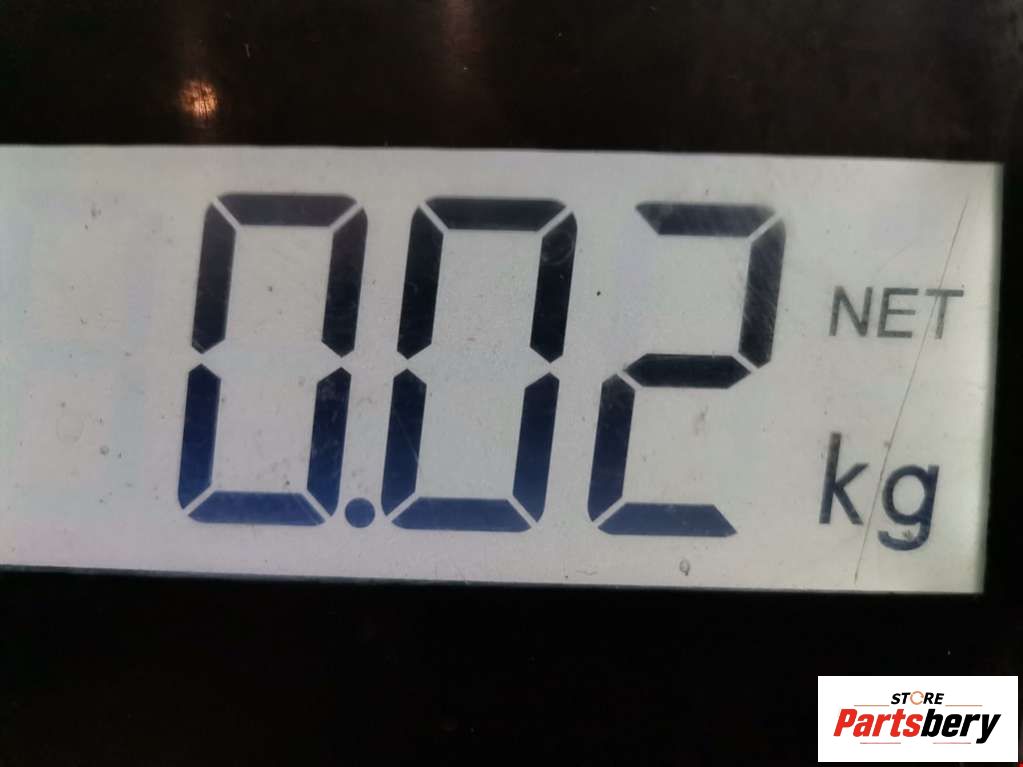 0.02
NET
kg
STORE
Partsbery